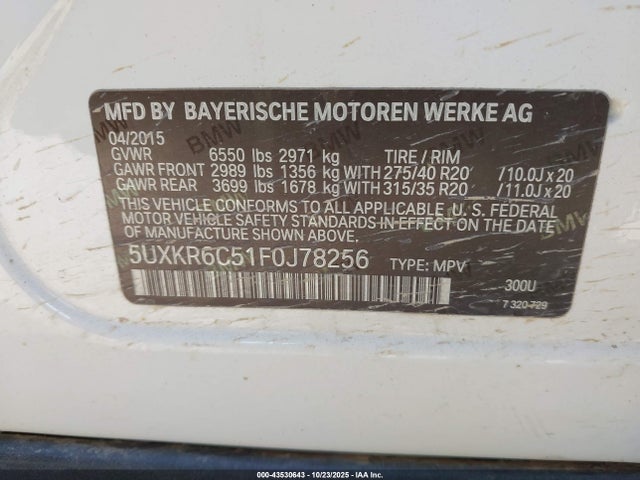 MFD BY BAYERISCHE MOTOREN WERKE AG
04/2015
GVWR 6550 lbs 2971 kg TIRE / RIM
GAWR FRONT 2989 lbs 1356 kg WITH 275/40 R20 /10.0J x 20
GAWR REAR 3699 lbs 1678 kg WITH 315/35 R20 /11.0J x 20
THIS VEHICLE CONFORMS TO ALL APPLICABLE, U. S. FEDERAL
MOTOR VEHICLE SAFETY STANDARDS IN EFFECT ON THE DATE
OF MANUFACTURE SHOWN ABOVE.
5UXKR6C51F0J78256 TYPE: MPV
300U
7 320 729
000-43530643 | 10/23/2025 - IAA Inc.